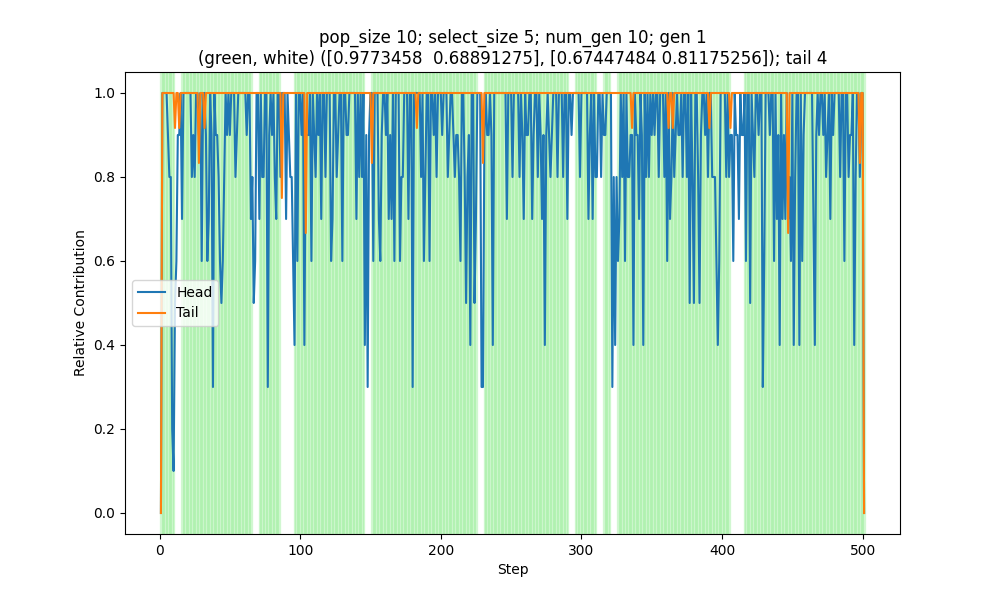 pop_size 10; select_size 5; num_gen 10; gen 1
(green, white) ([0.9773458  0.68891275], [0.67447484 0.81175256]); tail 4
1.0
0.8
0.6
0.4
0.2
0.0
Relative Contribution
Head
Tail
0
100
200
300
400
500
Step